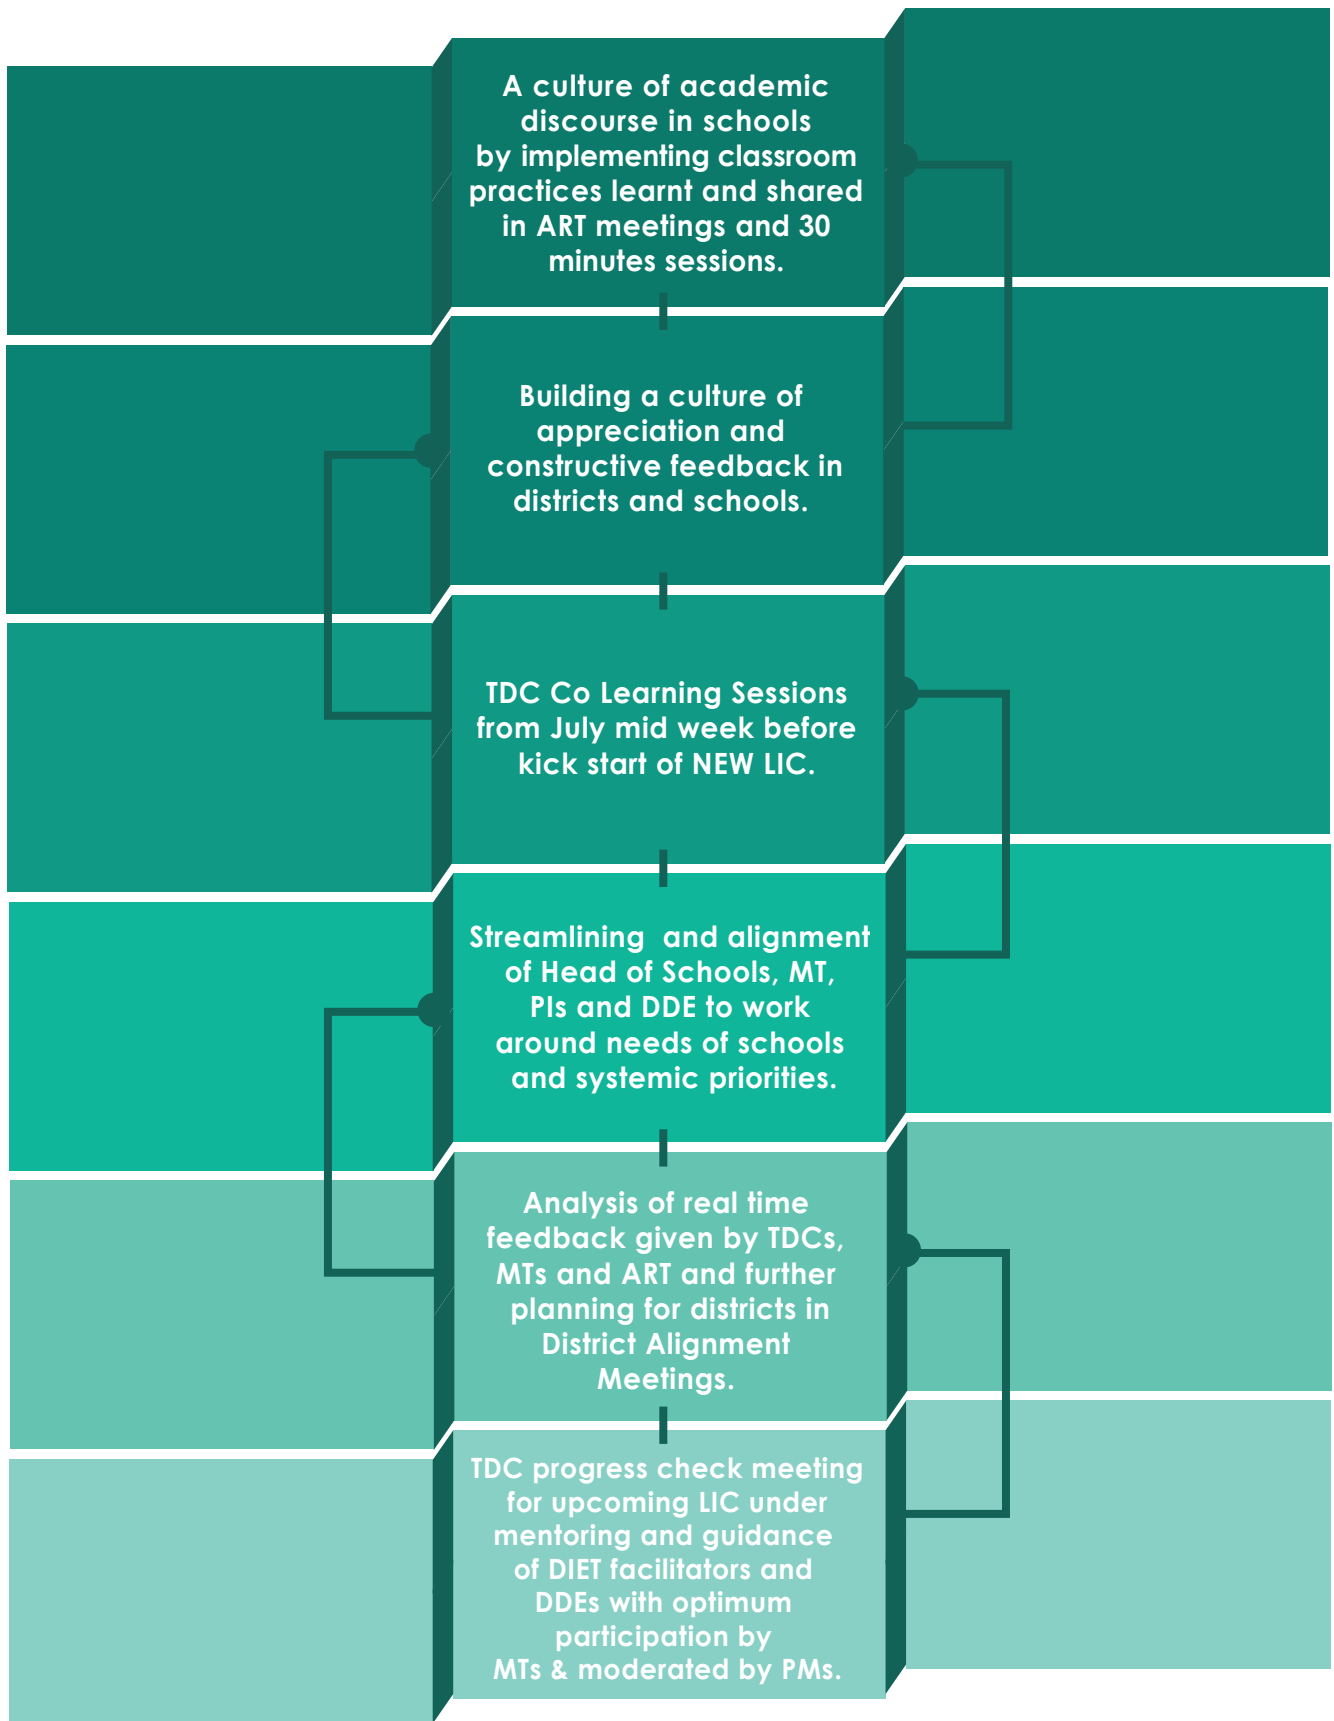 A culture of academic
discourse in schools
by implementing classroom
practices learnt and shared
in ART meetings and 30
minutes sessions.
Building a culture of
appreciation and
constructive feedback in
districts and schools.
TDC Co Learning Sessions
from July mid week before
kick start of NEW LIC.
Streamlining  and alignment
of Head of Schools, MT,
PIs and DDE to work
around needs of schools
and systemic priorities.
Analysis of real time
feedback given by TDCs,
MTs and ART and further
planning for districts in
District Alignment
Meetings.
TDC progress check meeting
for upcoming LIC under
mentoring and guidance
of DIET facilitators and
DDEs with optimum
participation by
MTs & moderated by PMs.